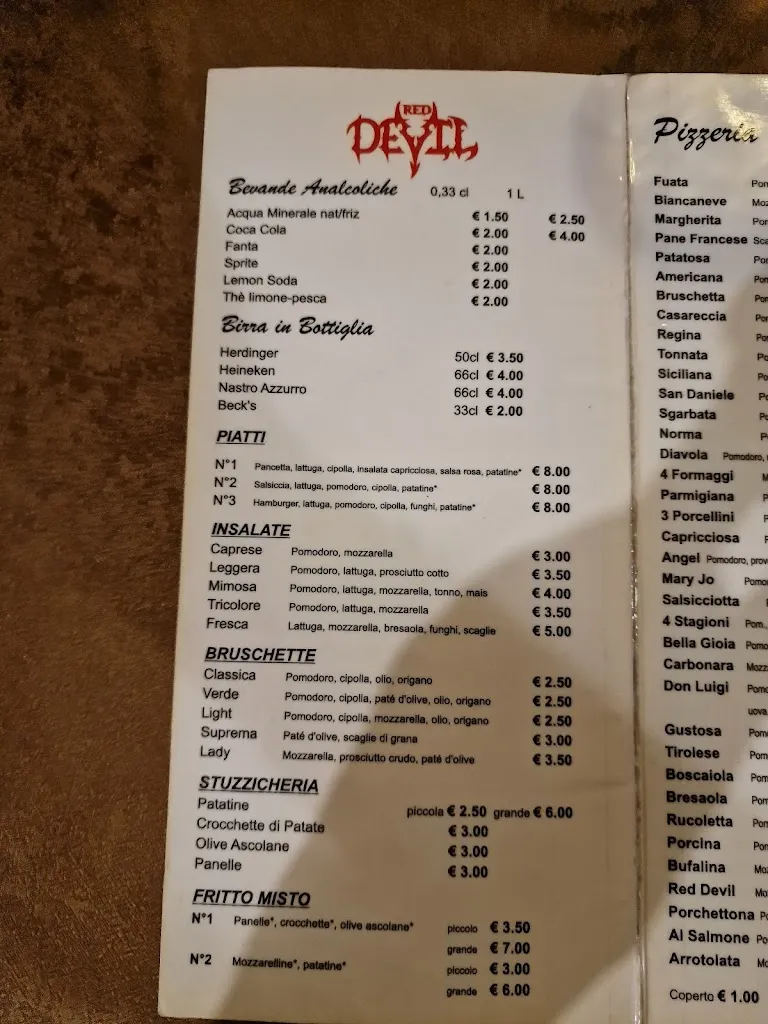 RED
DEVIL
Bevande Analcoliche 0,33 cl 1 L
Acqua Minerale nat/friz € 1.50 € 2.50
Coca Cola € 2.00 € 4.00
Fanta € 2.00
Sprite € 2.00
Lemon Soda € 2.00
Thè limone-pesca € 2.00
Birra in Bottiglia
Herdinger 50cl € 3.50
Heineken 66cl € 4.00
Nastro Azzurro 66cl € 4.00
Beck's 33cl € 2.00
PIATTI
N°1 Pancetta, lattuga, cipolla, insalata capricciosa, salsa rosa, patatine* € 8.00
N°2 Salsiccia, lattuga, pomodoro, cipolla, patatine* € 8.00
N°3 Hamburger, lattuga, pomodoro, cipolla, funghi, patatine* € 8.00
INSALATE
Caprese Pomodoro, mozzarella € 3.00
Leggera Pomodoro, lattuga, prosciutto cotto € 3.50
Mimosa Pomodoro, lattuga, mozzarella, tonno, mais € 4.00
Tricolore Pomodoro, lattuga, mozzarella € 3.50
Fresca Lattuga, mozzarella, bresaola, funghi, scaglie € 5.00
BRUSCHETTE
Classica Pomodoro, cipolla, olio, origano € 2.50
Verde Pomodoro, cipolla, paté d'olive, olio, origano € 2.50
Light Pomodoro, cipolla, mozzarella, olio, origano € 2.50
Suprema Paté d'olive, scaglie di grana € 3.00
Lady Mozzarella, prosciutto crudo, paté d'olive € 3.50
STUZZICHERIA
Patatine piccola € 2.50 grande € 6.00
Crocchette di Patate € 3.00
Olive Ascolane € 3.00
Panelle € 3.00
FRITTO MISTO
N°1 Panelle*, crocchette*, olive ascolane* piccolo € 3.50
grande € 7.00
N°2 Mozzarelline*, patatine* piccolo € 3.00
grande € 6.00
Pizzeria
Fuata
Biancaneve
Margherita
Pane Francese
Patatosa
Americana
Bruschetta
Casareccia
Regina
Tonnata
Siciliana
San Daniele
Sgarbata
Norma
Diavola Pomodoro,
4 Formaggi
Parmigiana
3 Porcellini
Capricciosa
Angel Pomodoro,
Mary Jo
Salsicciotta
4 Stagioni Pom.,
Bella Gioia
Carbonara
Don Luigi
uova
Gustosa
Tirolese
Boscaiola
Bresaola
Rucoletta
Porcina
Bufalina
Red Devil
Porchettona
Al Salmone
Arrotolata
Coperto € 1.00